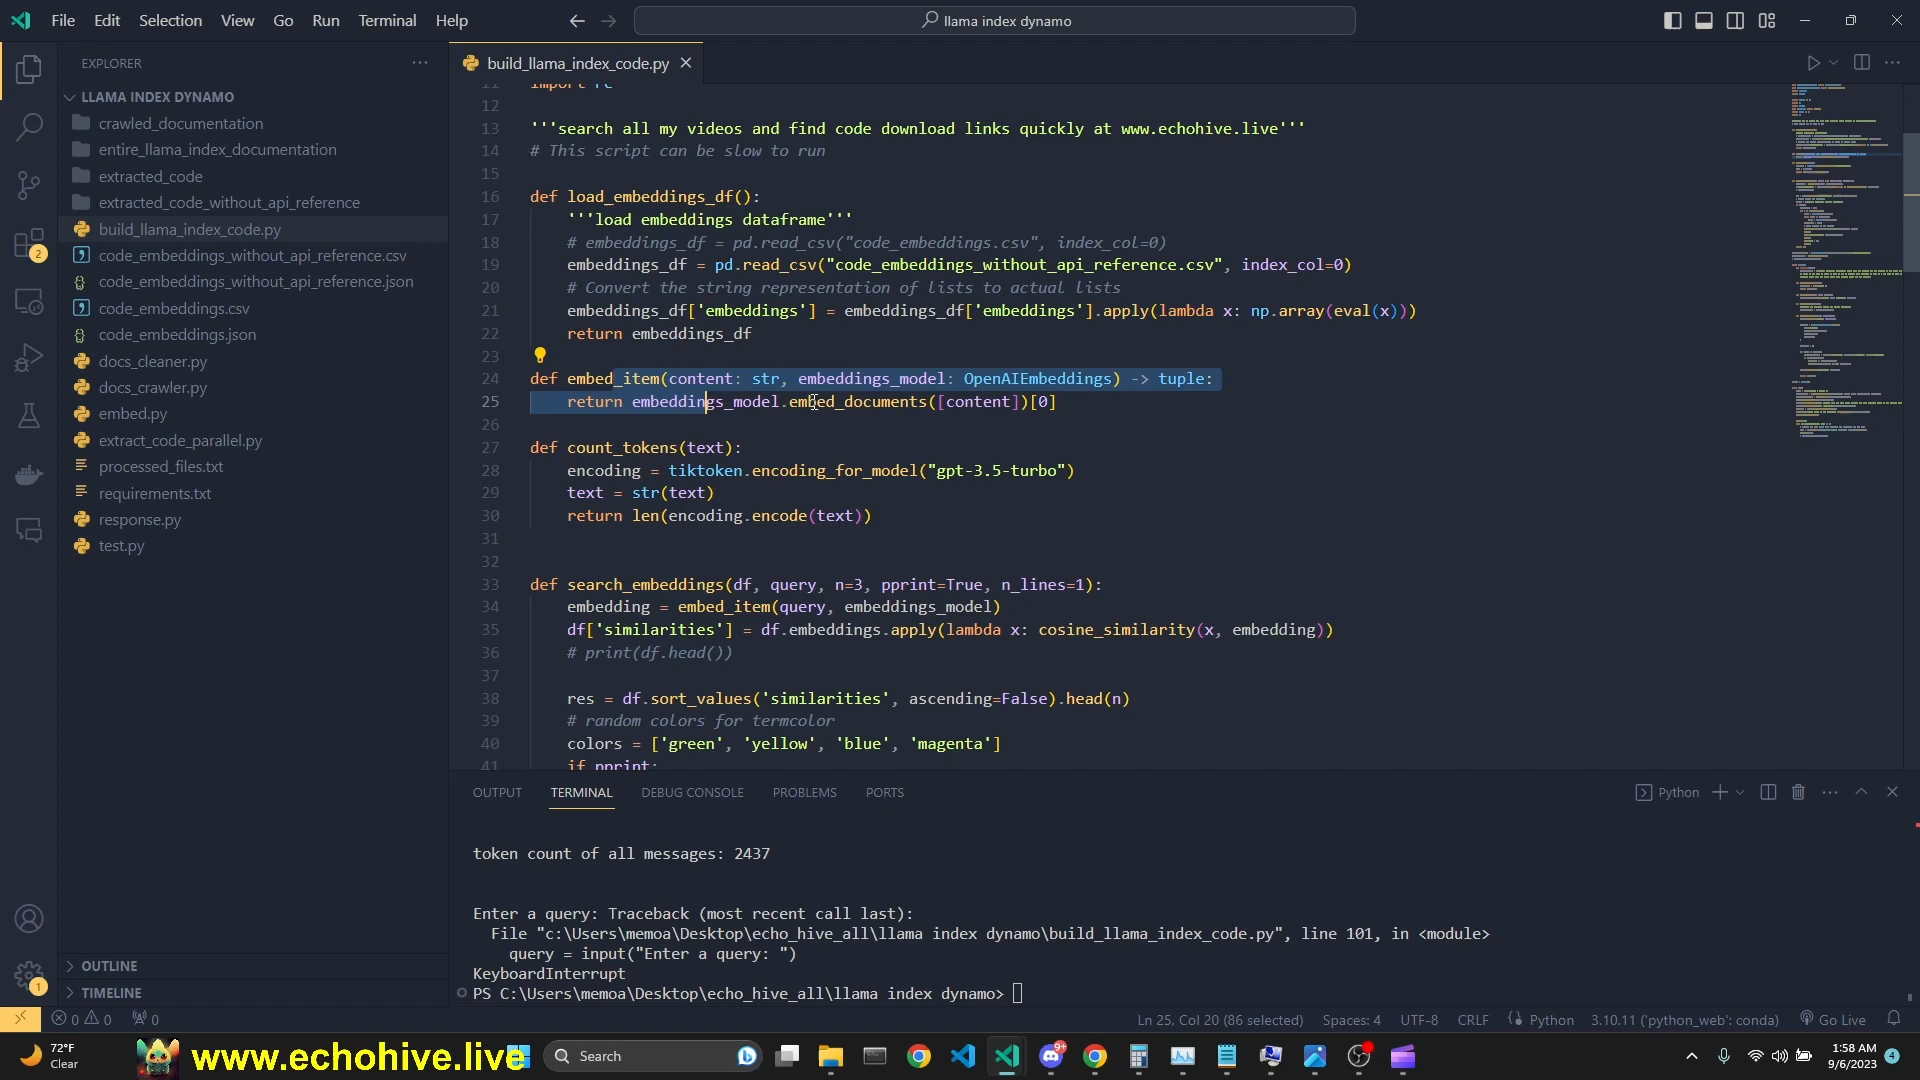 File Edit Selection View Go Run Terminal Help
llama index dynamo
EXPLORER
LLAMA INDEX DYNAMO
crawled_documentation
entire_llama_index_documentation
extracted_code
extracted_code_without_api_reference
build_llama_index_code.py
code_embeddings_without_api_reference.csv
code_embeddings_without_api_reference.json
code_embeddings.csv
code_embeddings.json
docs_cleaner.py
docs_crawler.py
embed.py
extract_code_parallel.py
processed_files.txt
requirements.txt
response.py
test.py
OUTLINE
TIMELINE
2
1
build_llama_index_code.py
12
13 '''search all my videos and find code download links quickly at www.echohive.live'''
14 # This script can be slow to run
15
16 def load_embeddings_df():
17 '''load embeddings dataframe'''
18 # embeddings_df = pd.read_csv("code_embeddings.csv", index_col=0)
19 embeddings_df = pd.read_csv("code_embeddings_without_api_reference.csv", index_col=0)
20 # Convert the string representation of lists to actual lists
21 embeddings_df['embeddings'] = embeddings_df['embeddings'].apply(lambda x: np.array(eval(x)))
22 return embeddings_df
23
24 def embed_item(content: str, embeddings_model: OpenAIEmbeddings) -> tuple:
25 return embeddings_model.embed_documents([content])[0]
26
27 def count_tokens(text):
28 encoding = tiktoken.encoding_for_model("gpt-3.5-turbo")
29 text = str(text)
30 return len(encoding.encode(text))
31
32
33 def search_embeddings(df, query, n=3, pprint=True, n_lines=1):
34 embedding = embed_item(query, embeddings_model)
35 df['similarities'] = df.embeddings.apply(lambda x: cosine_similarity(x, embedding))
36 # print(df.head())
37
38 res = df.sort_values('similarities', ascending=False).head(n)
39 # random colors for termcolor
40 colors = ['green', 'yellow', 'blue', 'magenta']
41 if pprint:
OUTPUT TERMINAL DEBUG CONSOLE PROBLEMS PORTS
Python
token count of all messages: 2437
Enter a query: Traceback (most recent call last):
File "c:\Users\memoa\Desktop\echo_hive_all\llama index dynamo\build_llama_index_code.py", line 101, in <module>
query = input("Enter a query: ")
KeyboardInterrupt
PS C:\Users\memoa\Desktop\echo_hive_all\llama index dynamo>
0 0 0
Ln 25, Col 20 (86 selected) Spaces: 4 UTF-8 CRLF Python 3.10.11 ('python_web': conda) Go Live
72°F
Clear
www.echohive.live
Search
9+
1:58 AM
9/6/2023
4